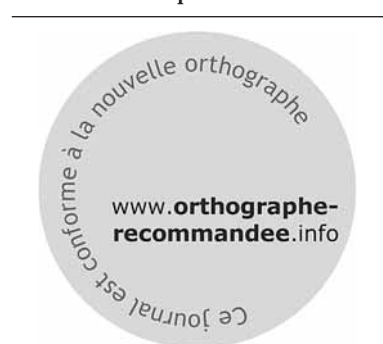 Ce journal est conforme à la nouvelle orthographe
www.orthographe-
recommandee.info